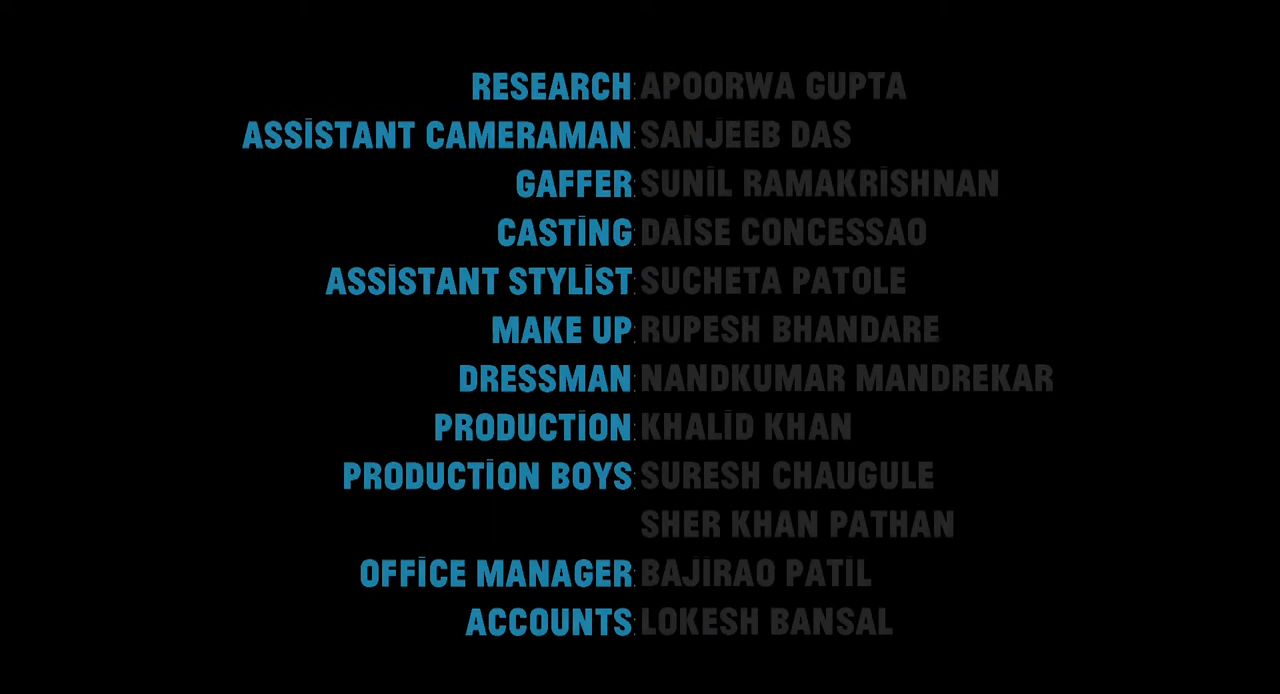 RESEARCH: APOORWA GUPTA
ASSISTANT CAMERAMAN: SANJEEB DAS
GAFFER: SUNIL RAMAKRISHNAN
CASTING: DAISE CONCESSAO
ASSISTANT STYLIST: SUCHETA PATOLE
MAKE UP: RUPESH BHANDARE
DRESSMAN: NANDKUMAR MANDREKAR
PRODUCTION: KHALID KHAN
PRODUCTION BOYS: SURESH CHAUGULE
SHER KHAN PATHAN
OFFICE MANAGER: BAJIRAO PATIL
ACCOUNTS: LOKESH BANSAL